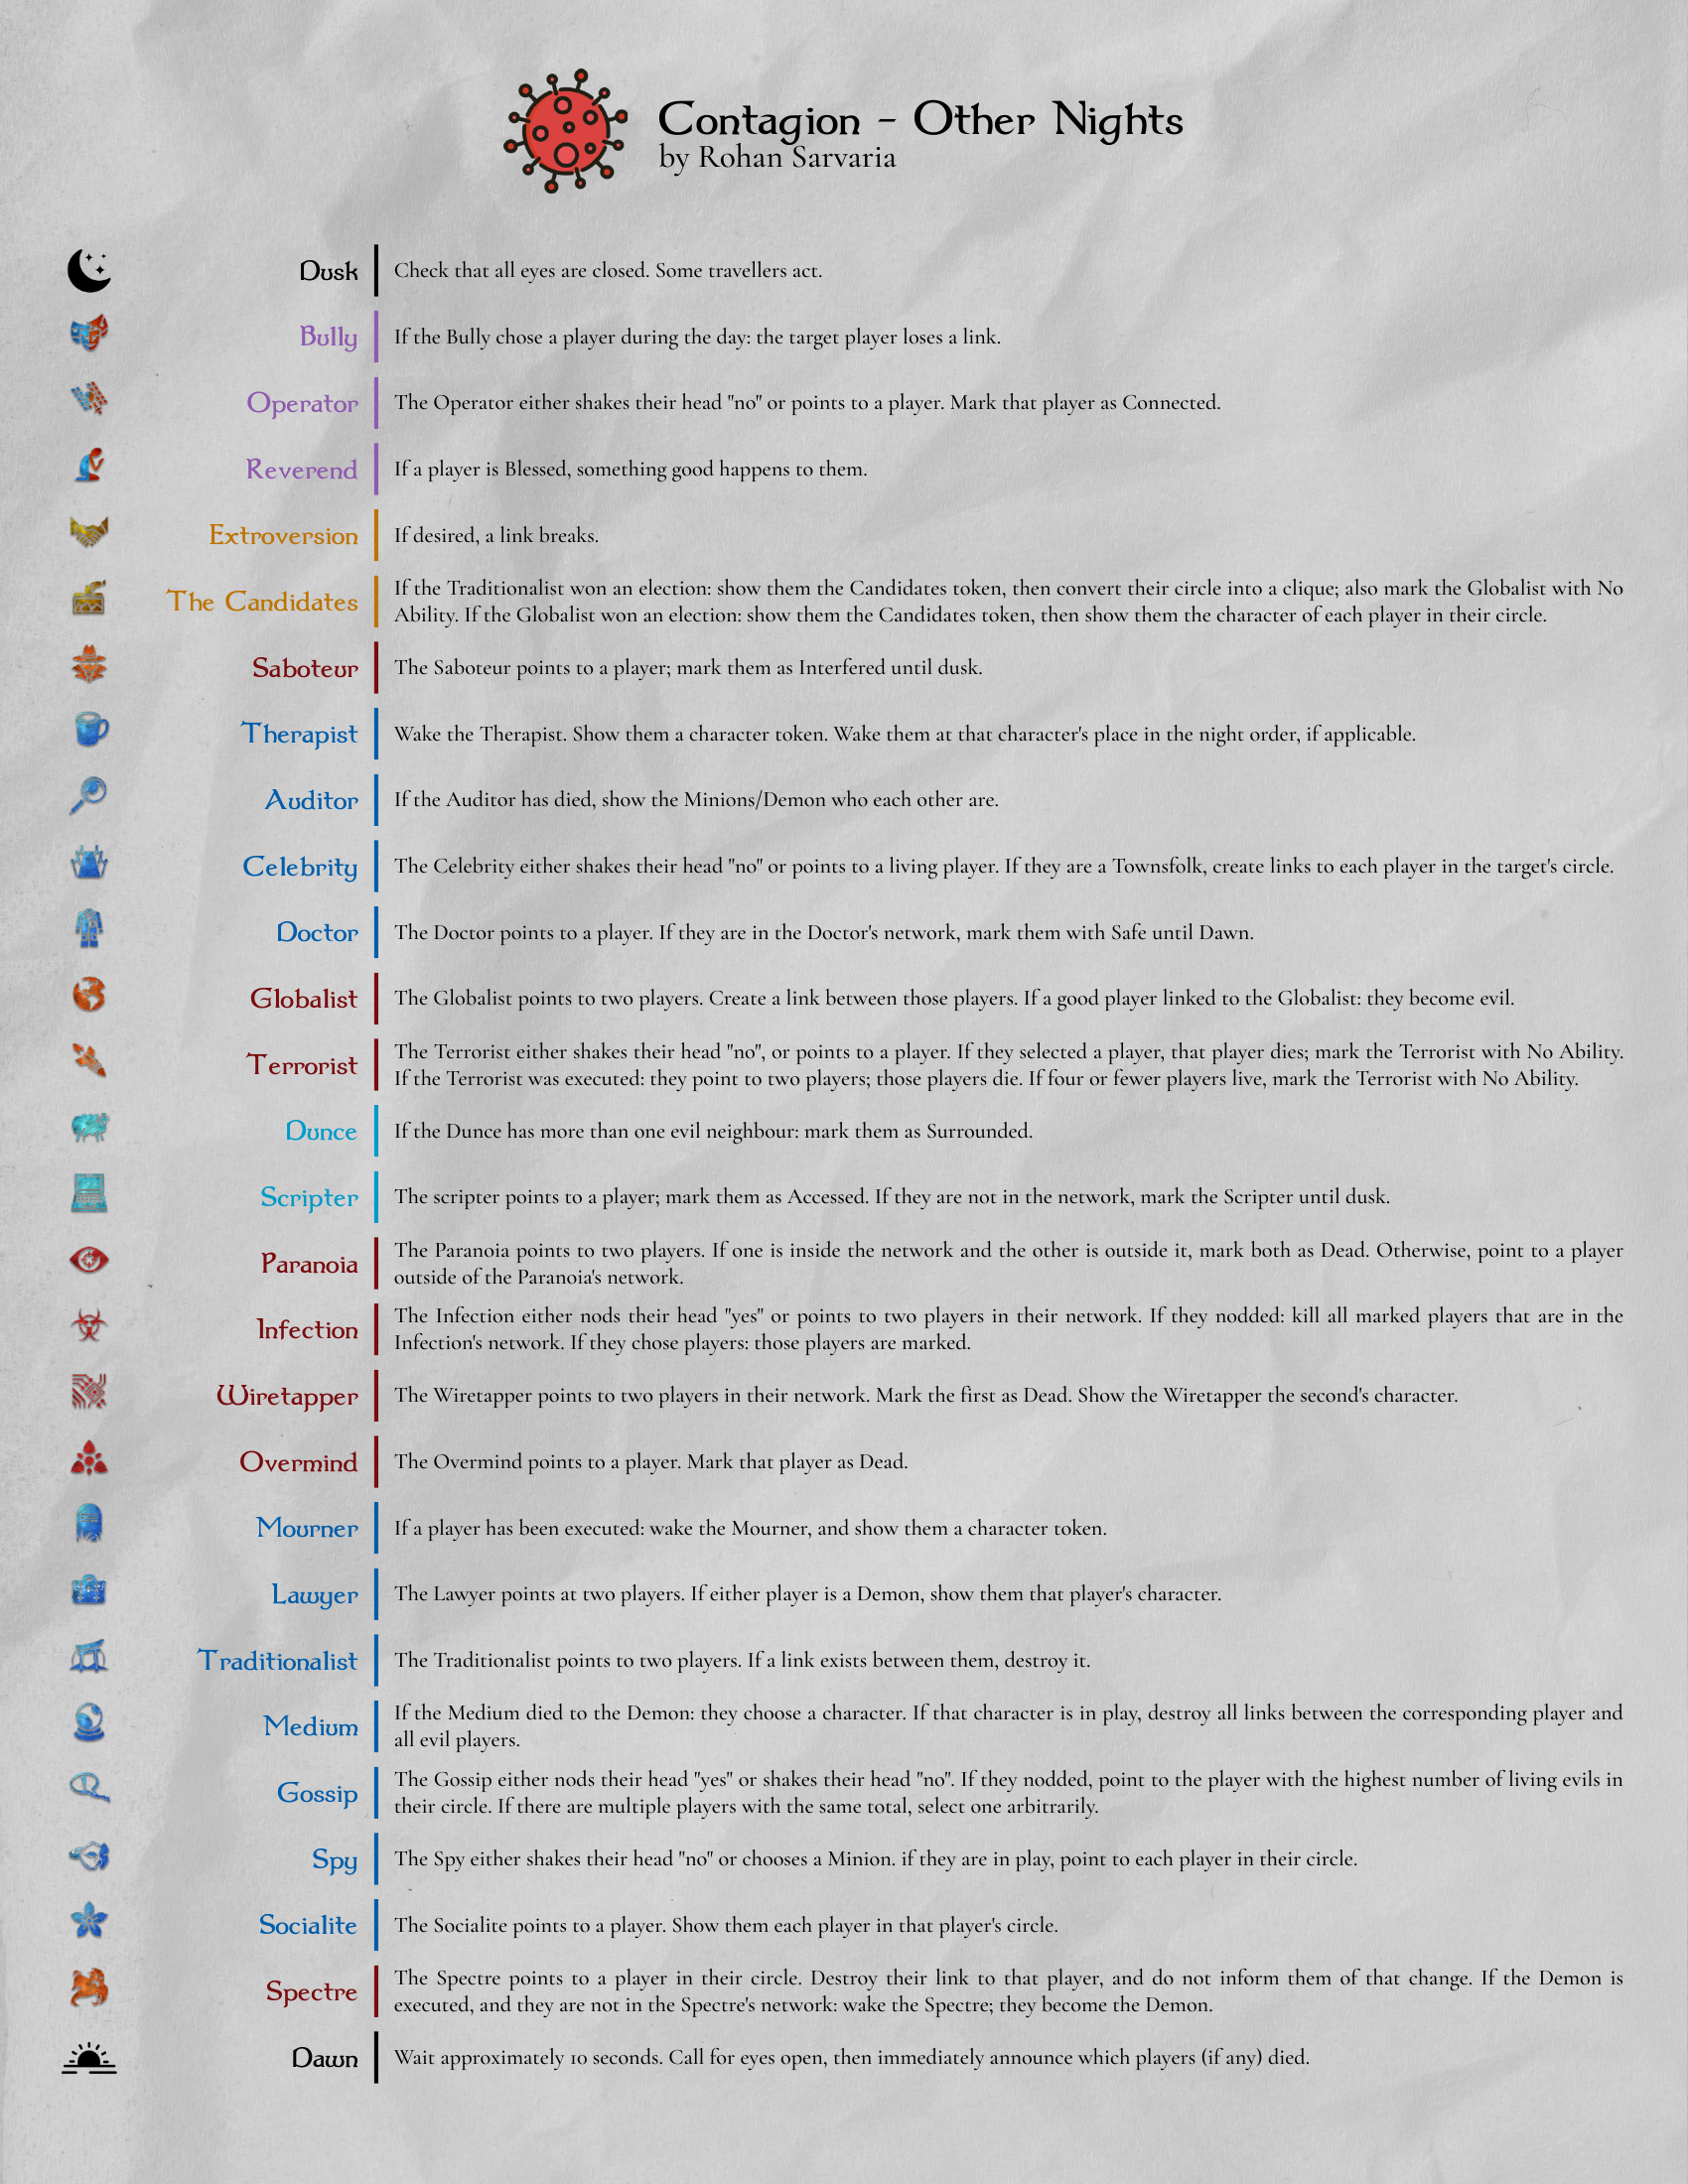 Contagion - Other Nights
by Rohan Sarvaria
Dusk
Check that all eyes are closed. Some travellers act.
Bully
If the Bully chose a player during the day: the target player loses a link.
Operator
The Operator either shakes their head "no" or points to a player. Mark that player as Connected.
Reverend
If a player is Blessed, something good happens to them.
Extroversion
If desired, a link breaks.
The Candidates
If the Traditionalist won an election: show them the Candidates token, then convert their circle into a clique; also mark the Globalist with No
Ability. If the Globalist won an election: show them the Candidates token, then show them the character of each player in their circle.
Saboteur
The Saboteur points to a player; mark them as Interfered until dusk.
Therapist
Wake the Therapist. Show them a character token. Wake them at that character's place in the night order, if applicable.
Auditor
If the Auditor has died, show the Minions/Demon who each other are.
Celebrity
The Celebrity either shakes their head "no" or points to a living player. If they are a Townsfolk, create links to each player in the target's circle.
Doctor
The Doctor points to a player. If they are in the Doctor's network, mark them with Safe until Dawn.
Globalist
The Globalist points to two players. Create a link between those players. If a good player linked to the Globalist: they become evil.
Terrorist
The Terrorist either shakes their head "no", or points to a player. If they selected a player, that player dies; mark the Terrorist with No Ability.
If the Terrorist was executed: they point to two players; those players die. If four or fewer players live, mark the Terrorist with No Ability.
Dunce
If the Dunce has more than one evil neighbour: mark them as Surrounded.
Scripter
The scripter points to a player; mark them as Accessed. If they are not in the network, mark the Scripter until dusk.
Paranoia
The Paranoia points to two players. If one is inside the network and the other is outside it, mark both as Dead. Otherwise, point to a player
outside of the Paranoia's network.
Infection
The Infection either nods their head "yes" or points to two players in their network. If they nodded: kill all marked players that are in the
Infection's network. If they chose players: those players are marked.
Wiretapper
The Wiretapper points to two players in their network. Mark the first as Dead. Show the Wiretapper the second's character.
Overmind
The Overmind points to a player. Mark that player as Dead.
Mourner
If a player has been executed: wake the Mourner, and show them a character token.
Lawyer
The Lawyer points at two players. If either player is a Demon, show them that player's character.
Traditionalist
The Traditionalist points to two players. If a link exists between them, destroy it.
Medium
If the Medium died to the Demon: they choose a character. If that character is in play, destroy all links between the corresponding player and
all evil players.
Gossip
The Gossip either nods their head "yes" or shakes their head "no". If they nodded, point to the player with the highest number of living evils in
their circle. If there are multiple players with the same total, select one arbitrarily.
Spy
The Spy either shakes their head "no" or chooses a Minion. if they are in play, point to each player in their circle.
Socialite
The Socialite points to a player. Show them each player in that player's circle.
Spectre
The Spectre points to a player in their circle. Destroy their link to that player, and do not inform them of that change. If the Demon is
executed, and they are not in the Spectre's network: wake the Spectre; they become the Demon.
Dawn
Wait approximately 10 seconds. Call for eyes open, then immediately announce which players (if any) died.